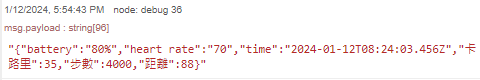 1/12/2024, 5:54:43 PM node: debug 36
msg.payload : string[96]
"{"battery":"80%","heart rate":"70","time":"2024-01-12T08:24:03.456Z","卡
路里":35,"步數":4000,"距離":88}"